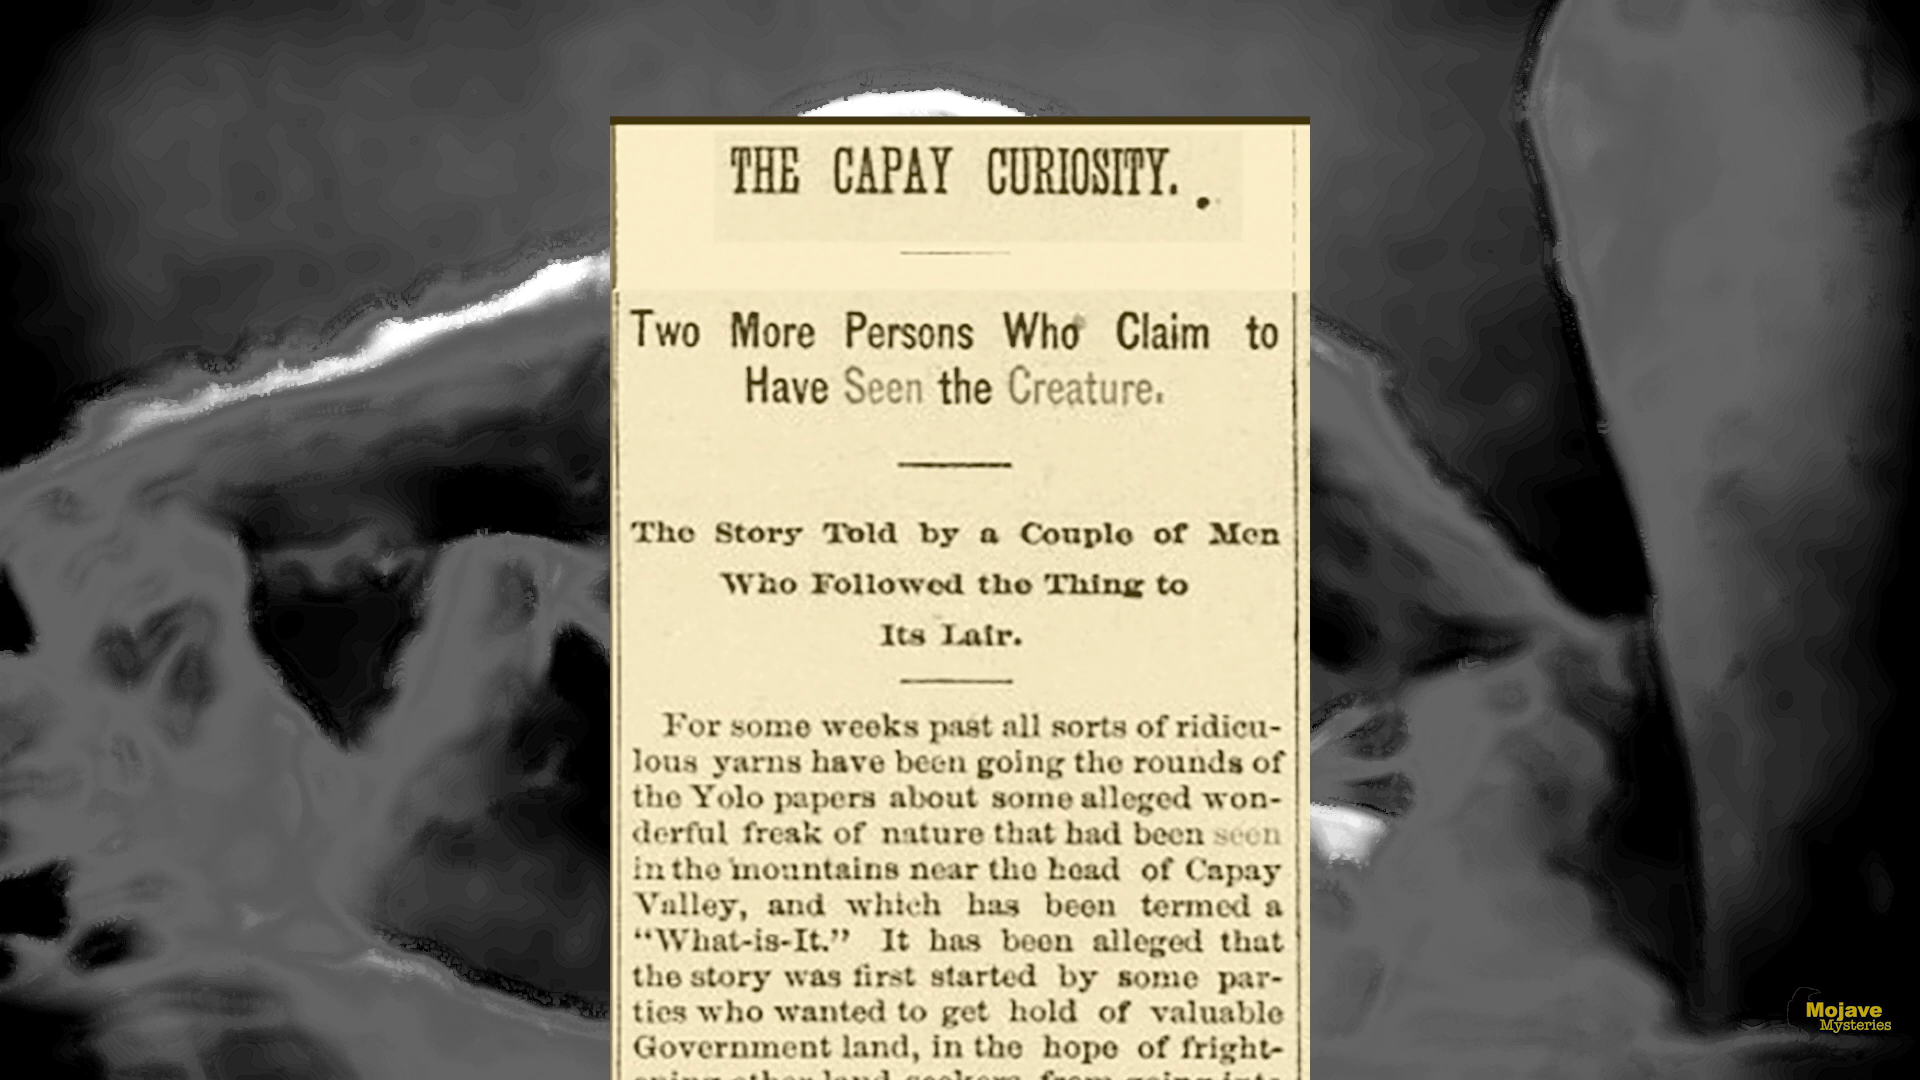 THE CAPAY CURIOSITY.
Two More Persons Who Claim to
Have Seen the Creature.
The Story Told by a Couple of Men
Who Followed the Thing to
Its Lair.
For some weeks past all sorts of ridicu-
lous yarns have been going the rounds of
the Yolo papers about some alleged won-
derful freak of nature that had been seen
in the mountains near the head of Capay
Valley, and which has been termed a
“What-is-It.” It has been alleged that
the story was first started by some par-
ties who wanted to get hold of valuable
Government land, in the hope of fright-
Mojave
Mysteries